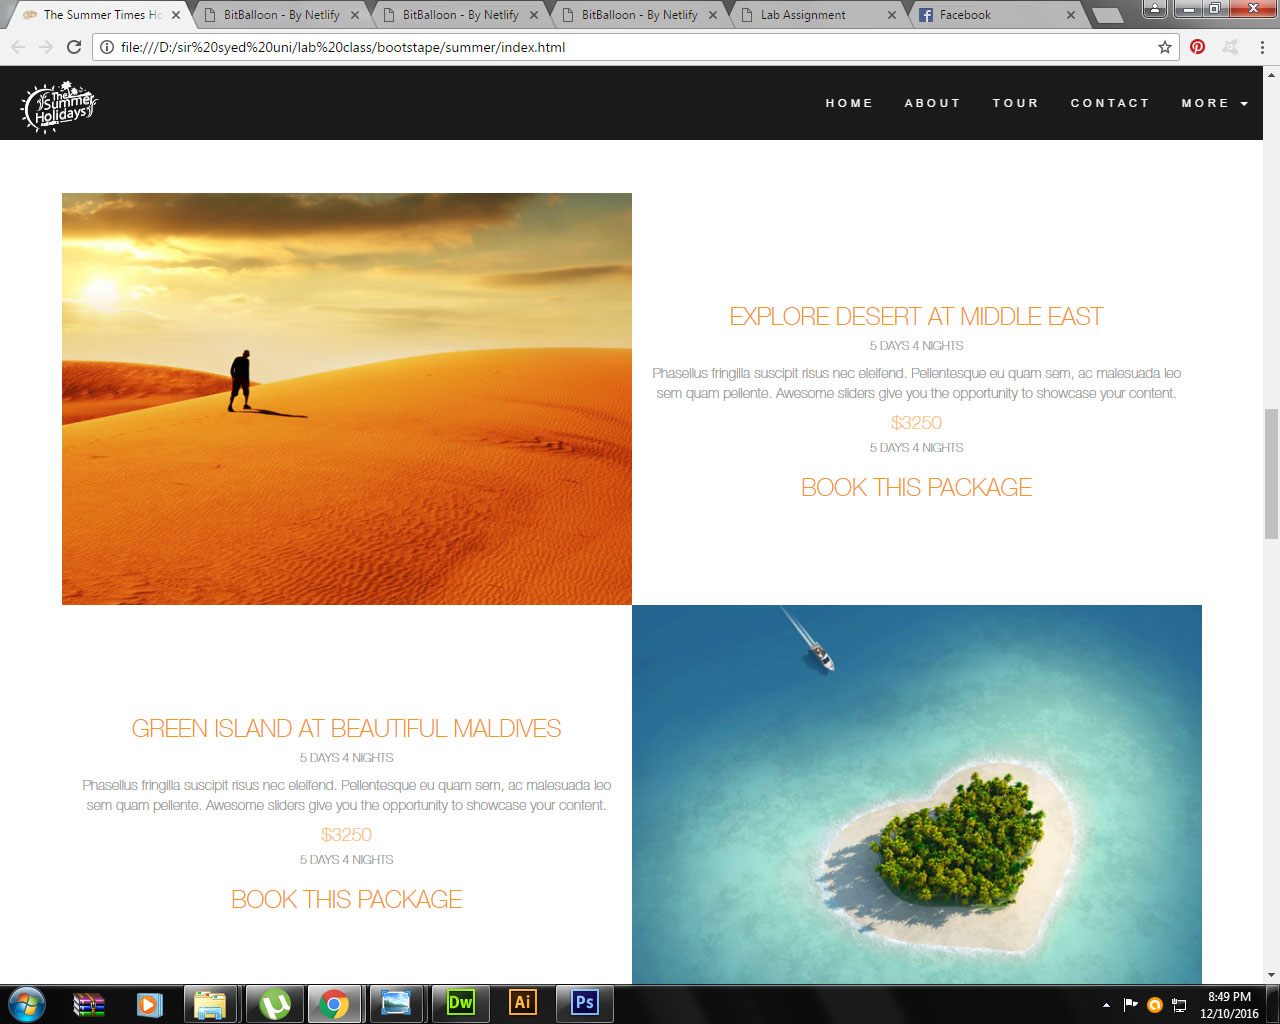 The Summer Times Ho
BitBalloon - By Netlify
BitBalloon - By Netlify
BitBalloon - By Netlify
Lab Assignment
Facebook
file:///D:/sir%20syed%20uni/lab%20class/bootstape/summer/index.html
The
Summer
Holidays
HOME
ABOUT
TOUR
CONTACT
MORE
EXPLORE DESERT AT MIDDLE EAST
5 DAYS 4 NIGHTS
Phasellus fringilla suscipit risus nec eleifend. Pellentesque eu quam sem, ac malesuada leo
sem quam pellente. Awesome sliders give you the opportunity to showcase your content.
$3250
5 DAYS 4 NIGHTS
BOOK THIS PACKAGE
GREEN ISLAND AT BEAUTIFUL MALDIVES
5 DAYS 4 NIGHTS
Phasellus fringilla suscipit risus nec eleifend. Pellentesque eu quam sem, ac malesuada leo
sem quam pellente. Awesome sliders give you the opportunity to showcase your content.
$3250
5 DAYS 4 NIGHTS
BOOK THIS PACKAGE
Dw
Ai
Ps
8:49 PM
12/10/2016